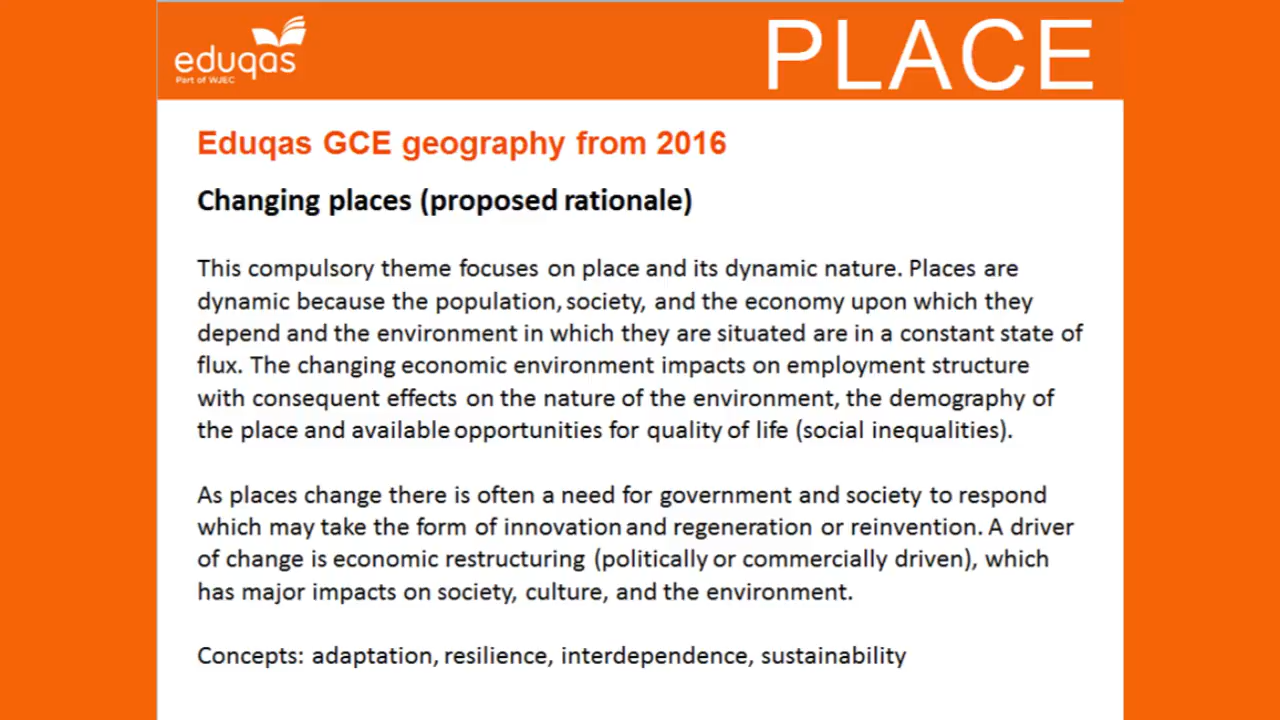 eduqas
Part of WJEC
PLACE
Eduqas GCE geography from 2016
Changing places (proposed rationale)
This compulsory theme focuses on place and its dynamic nature. Places are
dynamic because the population, society, and the economy upon which they
depend and the environment in which they are situated are in a constant state of
flux. The changing economic environment impacts on employment structure
with consequent effects on the nature of the environment, the demography of
the place and available opportunities for quality of life (social inequalities).
As places change there is often a need for government and society to respond
which may take the form of innovation and regeneration or reinvention. A driver
of change is economic restructuring (politically or commercially driven), which
has major impacts on society, culture, and the environment.
Concepts: adaptation, resilience, interdependence, sustainability